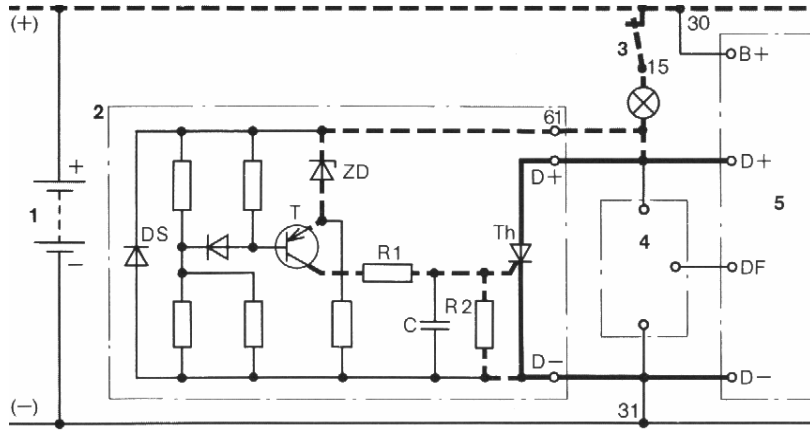 (+)
30
3
15
B+
2
61
+
ZD
D+
D+
1
T
5
DS
Th
4
−
R1
DF
R2
C
D−
D−
(−)
31